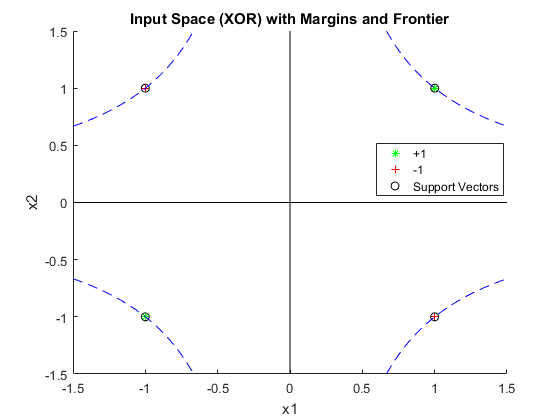 Input Space (XOR) with Margins and Frontier
1.5
1
0.5
0
-0.5
-1
-1.5
x2
+1
-1
Support Vectors
-1.5 -1 -0.5 0 0.5 1 1.5
x1